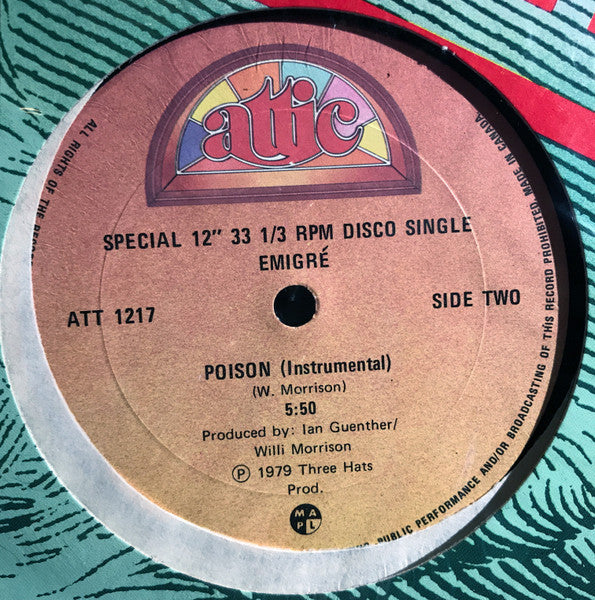 attic
SPECIAL 12" 33 1/3 RPM DISCO SINGLE
EMIGRÉ
ATT 1217
SIDE TWO
POISON (Instrumental)
(W. Morrison)
5:50
Produced by: Ian Guenther/
Willi Morrison
℗ 1979 Three Hats
Prod.
M A
P L
ALL RIGHTS OF THE
PUBLIC PERFORMANCE AND/OR BROADCASTING OF THIS RECORD PROHIBITED. MADE IN CANADA